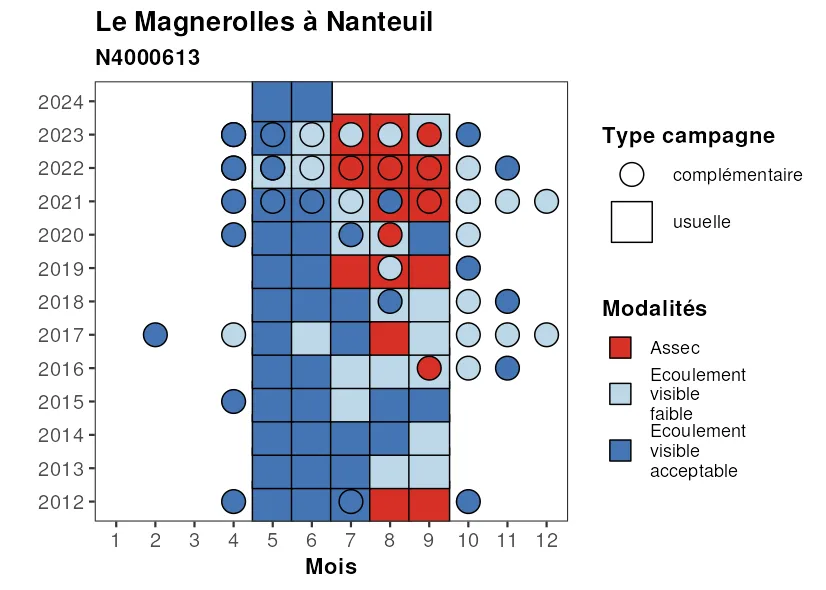 Le Magnerolles à Nanteuil
N4000613
2024
2023
2022
2021
2020
2019
2018
2017
2016
2015
2014
2013
2012
1 2 3 4 5 6 7 8 9 10 11 12
Mois
Type campagne
complémentaire
usuelle
Modalités
Assec
Ecoulement
visible
faible
Ecoulement
visible
acceptable